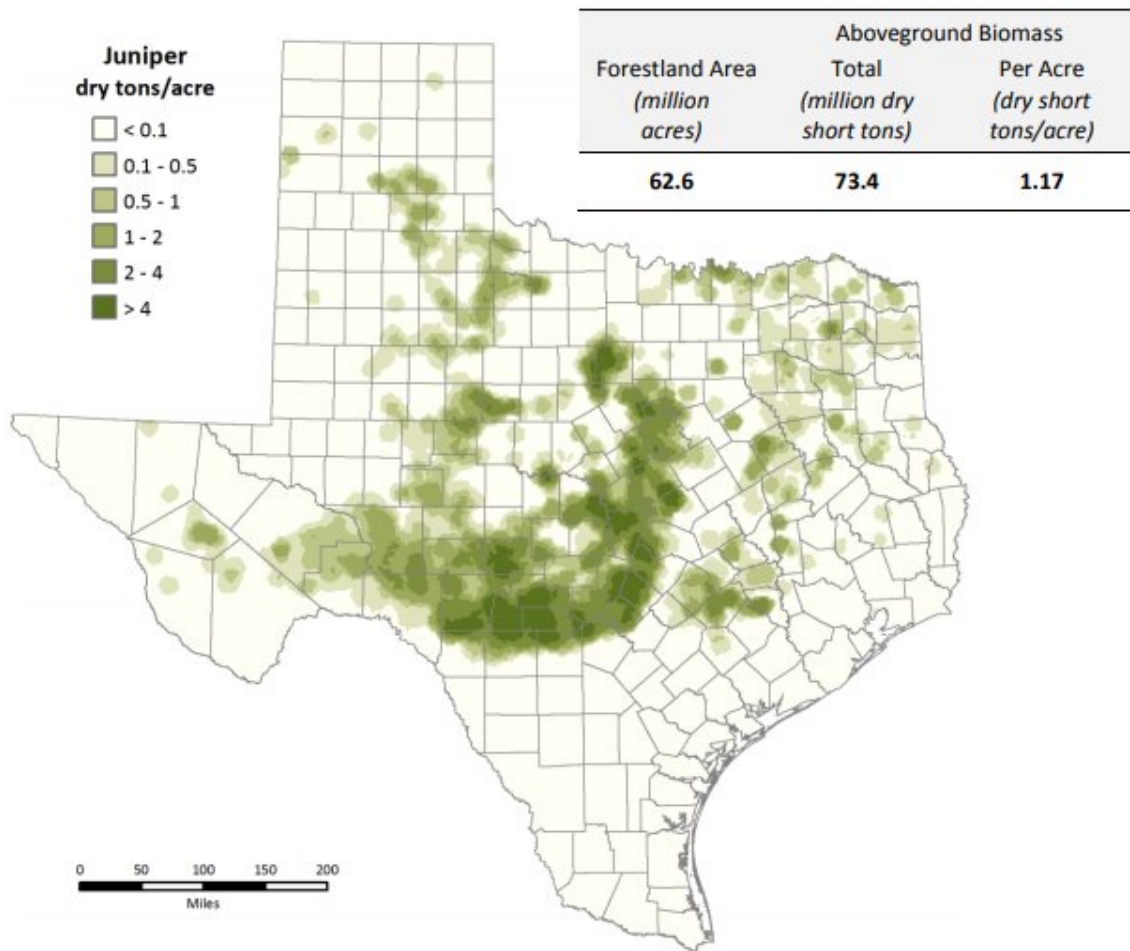 Juniper
dry tons/acre
< 0.1
0.1 - 0.5
0.5 - 1
1 - 2
2 - 4
> 4
Aboveground Biomass
Forestland Area Total Per Acre
(million (million dry (dry short
acres) short tons) tons/acre)
62.6 73.4 1.17
0 50 100 150 200
Miles